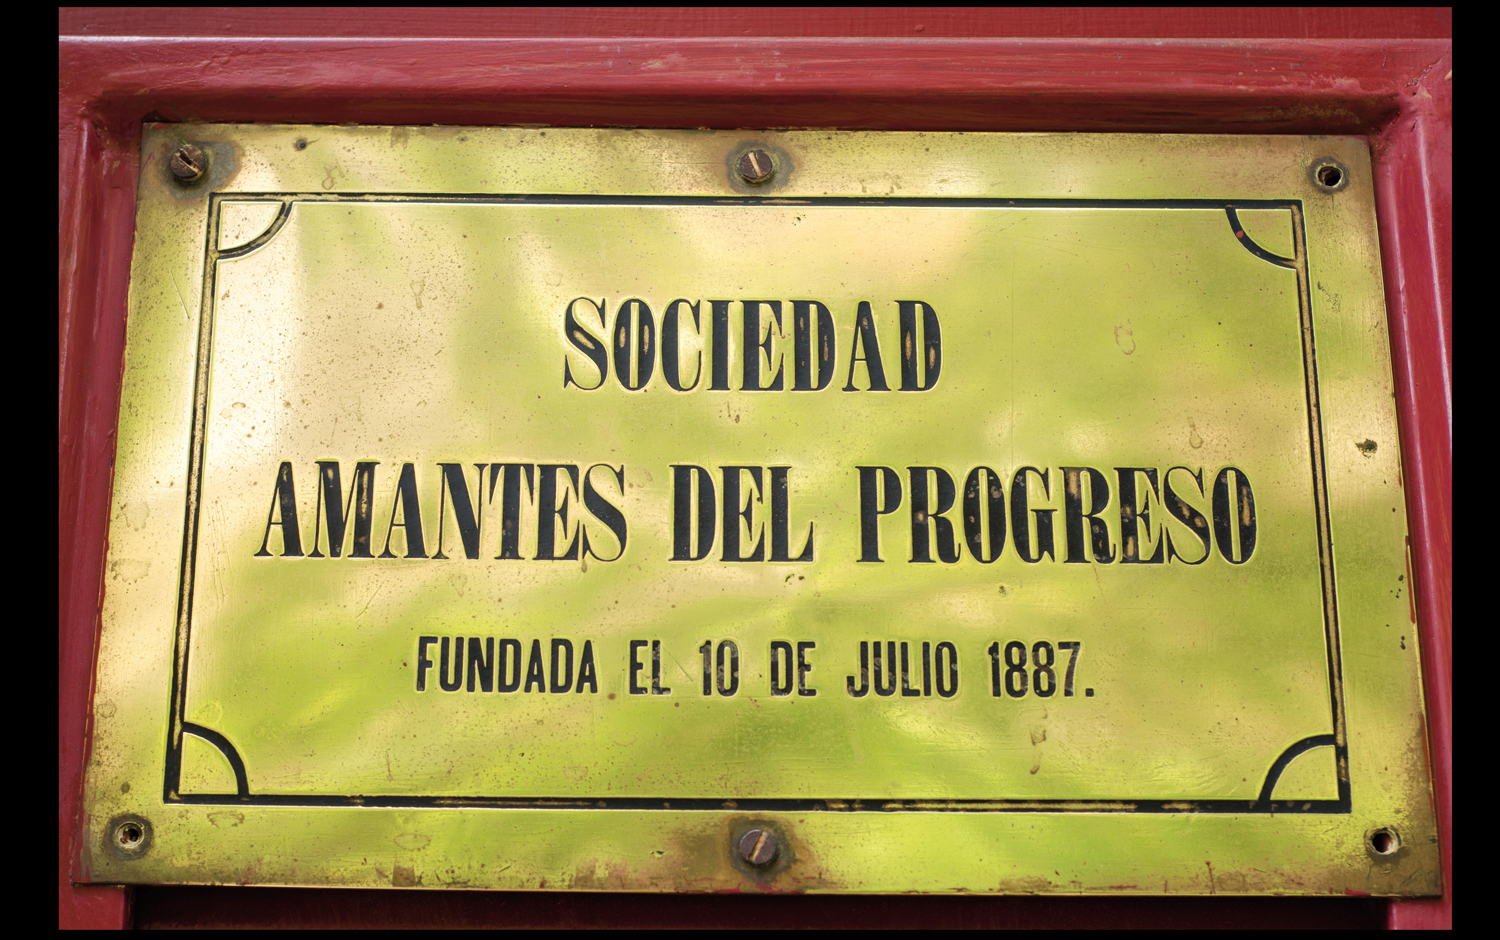 SOCIEDAD
AMANTES DEL PROGRESO
FUNDADA EL 10 DE JULIO 1887.